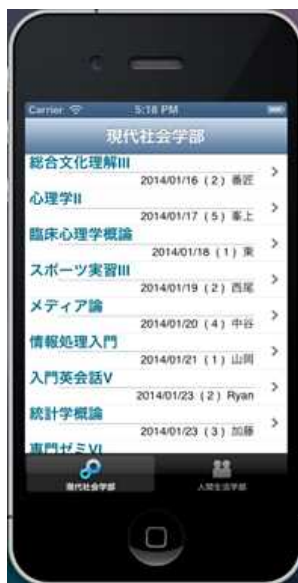 Carrier 5:18 PM
現代社会学部
総合文化理解III
2014/01/16 ( 2 ) 番匠
心理学II
2014/01/17 ( 5 ) 峯上
臨床心理学概論
2014/01/18 ( 1 ) 東
スポーツ実習III
2014/01/19 ( 2 ) 西尾
メディア論
2014/01/20 ( 4 ) 中谷
情報処理入門
2014/01/21 ( 1 ) 山岡
入門英会話V
2014/01/23 ( 2 ) Ryan
統計学概論
2014/01/23 ( 3 ) 加藤
専門ゼミVI
現代社会学部
人間生活学部